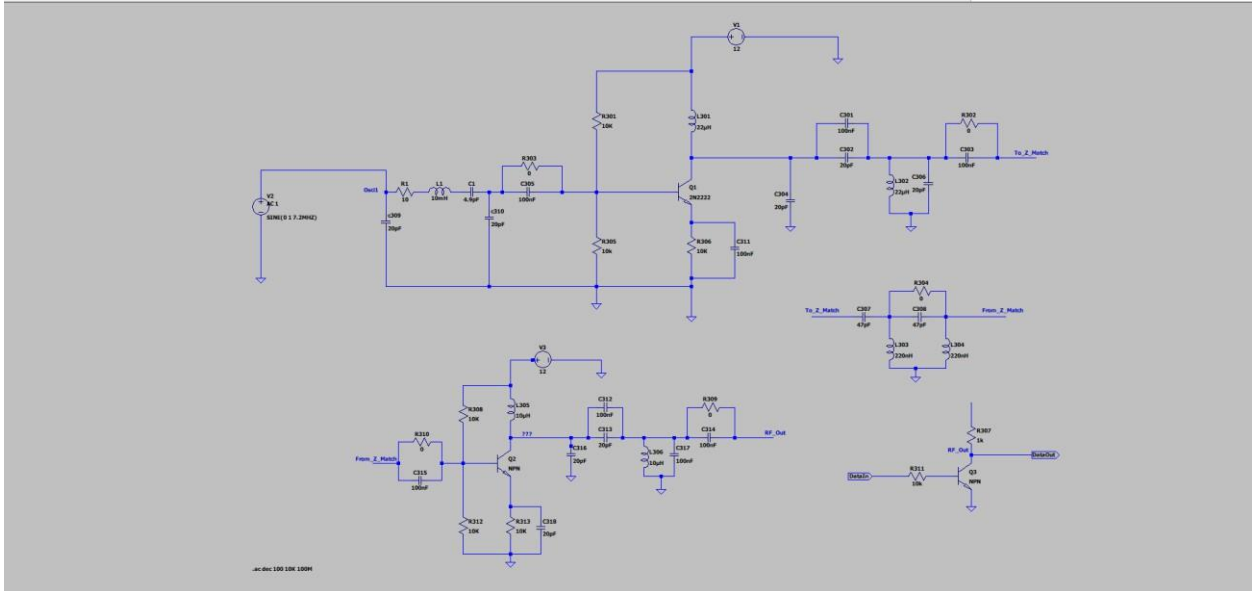 V1
12
R301
10K
L301
22µH
C301
100nF
C302
20pF
R302
0
C303
100nF
To_Z_Match
V2
AC 1
SINE(0 1 7.2MHZ)
Osc1
R1
10
L1
10mH
C1
4.9pF
R303
0
C305
100nF
Q1
2N2222
C304
20pF
L302
22µH
C306
20pF
c309
20pF
c310
20pF
R305
10k
R306
10K
C311
100nF
To_Z_Match
C307
47pF
R304
0
C308
47pF
From_Z_Match
L303
220nH
L304
220nH
V3
12
R308
10K
L305
10µH
C312
100nF
C313
20pF
R309
0
C314
100nF
RF_Out
???
C316
20pF
L306
10µH
C317
100nF
From_Z_Match
R310
0
C315
100nF
Q2
NPN
R312
10K
R313
10K
C318
20pF
R307
1k
RF_Out
DataOut
DataIn
R311
10k
Q3
NPN
.ac dec 100 10K 100M